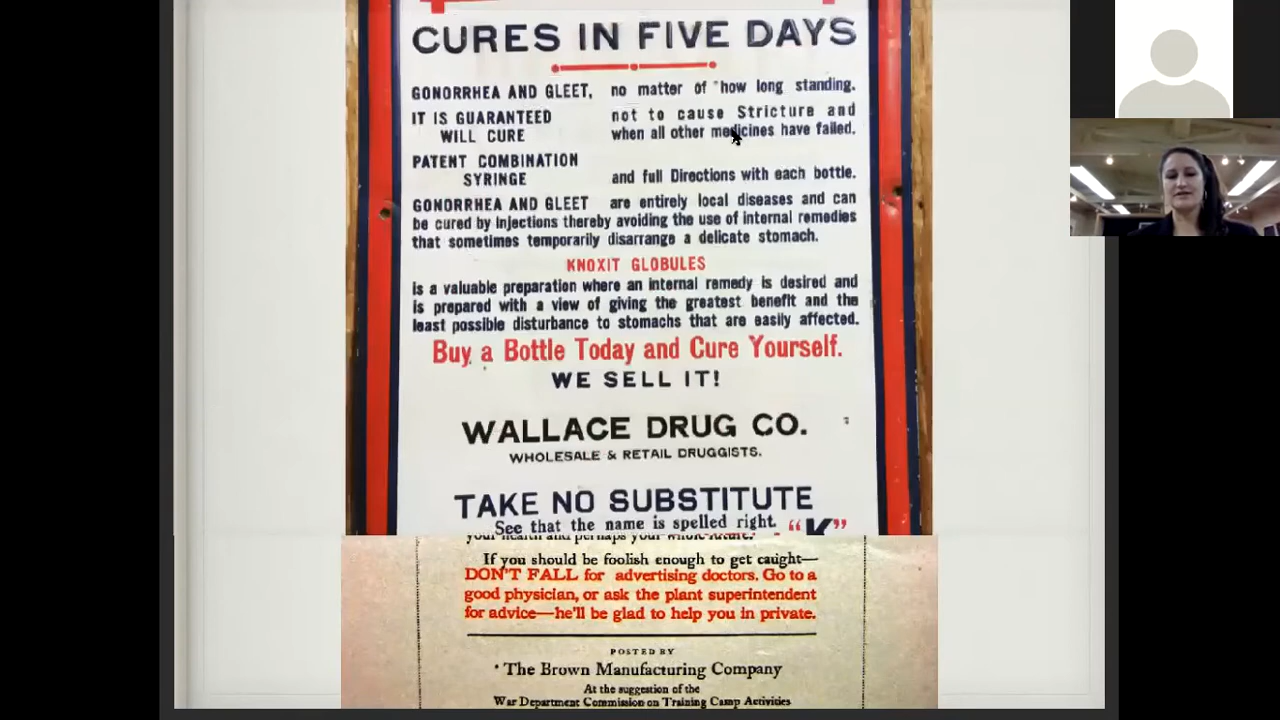 CURES IN FIVE DAYS
GONORRHEA AND GLEET, no matter of how long standing.
IT IS GUARANTEED WILL CURE not to cause Stricture and
when all other medicines have failed.
PATENT COMBINATION
SYRINGE and full Directions with each bottle.
GONORRHEA AND GLEET are entirely local diseases and can
be cured by injections thereby avoiding the use of internal remedies
that sometimes temporarily disarrange a delicate stomach.
KNOXIT GLOBULES
is a valuable preparation where an internal remedy is desired and
is prepared with a view of giving the greatest benefit and the
least possible disturbance to stomachs that are easily affected.
Buy a Bottle Today and Cure Yourself.
WE SELL IT!
WALLACE DRUG CO.
WHOLESALE & RETAIL DRUGGISTS.
TAKE NO SUBSTITUTE
See that the name is spelled right. "K"
your health and perhaps your whole future.
If you should be foolish enough to get caught—
DON'T FALL for advertising doctors. Go to a
good physician, or ask the plant superintendent
for advice—he'll be glad to help you in private.
POSTED BY
The Brown Manufacturing Company
At the suggestion of the
War Department Commission on Training Camp Activities